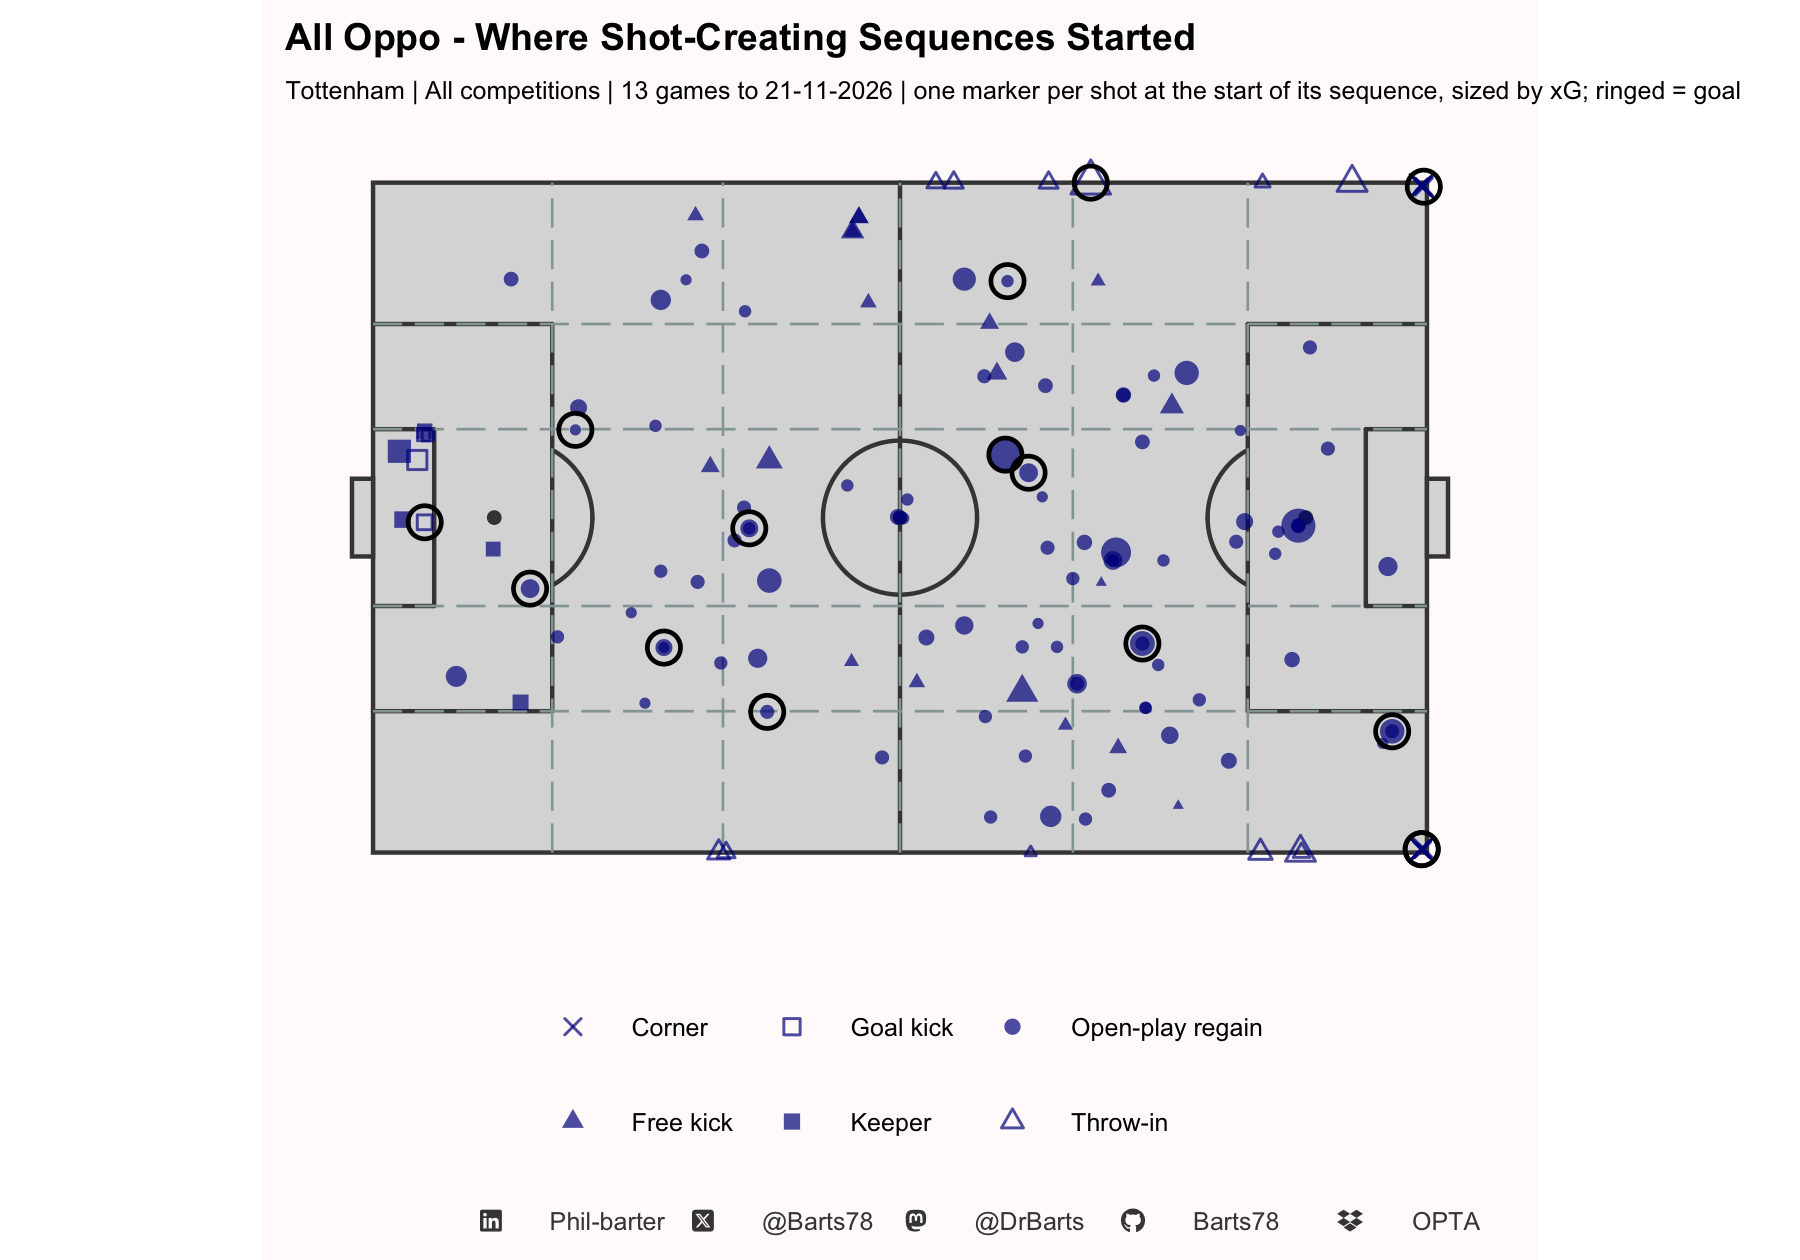 All Oppo - Where Shot-Creating Sequences Started
Tottenham | All competitions | 13 games to 21-11-2026 | one marker per shot at the start of its sequence, sized by xG; ringed = goal
Corner Goal kick Open-play regain
Free kick Keeper Throw-in
Phil-barter @Barts78 @DrBarts Barts78 OPTA